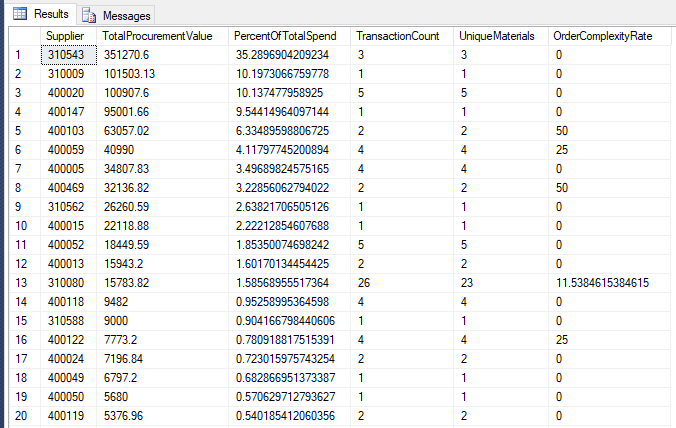 Results Messages
Supplier TotalProcurementValue PercentOfTotalSpend TransactionCount UniqueMaterials OrderComplexityRate
1 310543 351270.6 35.2896904209234 3 3 0
2 310009 101503.13 10.1973066759778 1 1 0
3 400020 100907.6 10.137477958925 5 5 0
4 400147 95001.66 9.54414964097144 1 1 0
5 400103 63057.02 6.33489598806725 2 2 50
6 400059 40990 4.11797745200894 4 4 25
7 400005 34807.83 3.49689824575165 4 4 0
8 400469 32136.82 3.22856062794022 2 2 50
9 310562 26260.59 2.63821706505126 1 1 0
10 400015 22118.88 2.22212854607688 1 1 0
11 400052 18449.59 1.85350074698242 5 5 0
12 400013 15943.2 1.60170134454425 2 2 0
13 310080 15783.82 1.58568955517364 26 23 11.5384615384615
14 400118 9482 0.95258995364598 4 4 0
15 310588 9000 0.904166798440606 1 1 0
16 400122 7773.2 0.780918817515391 4 4 25
17 400024 7196.84 0.723015975743254 2 2 0
18 400049 6797.2 0.682866951373387 1 1 0
19 400050 5680 0.570629712793627 1 1 0
20 400119 5376.96 0.540185412060356 2 2 0